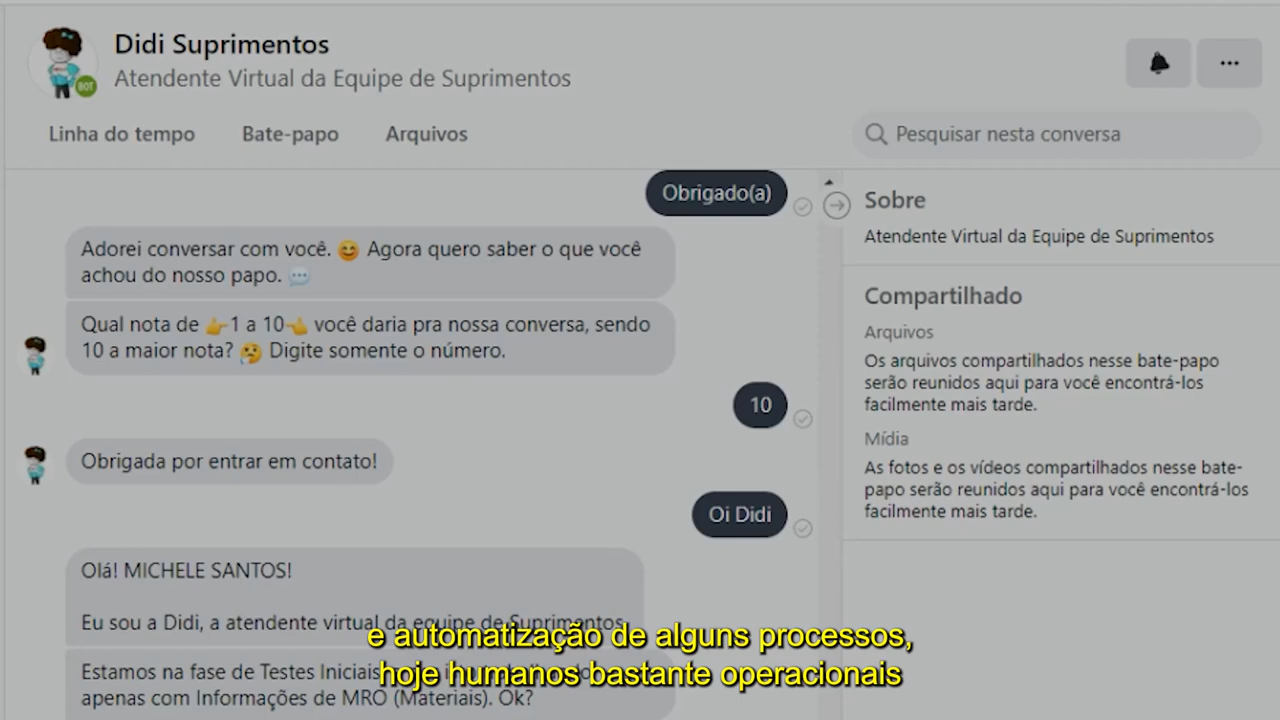 Didi Suprimentos
Atendente Virtual da Equipe de Suprimentos
BOT
Linha do tempo
Bate-papo
Arquivos
Pesquisar nesta conversa
Obrigado(a)
Adorei conversar com você. 😊 Agora quero saber o que você
achou do nosso papo. 💬
Qual nota de 👉1 a 10👈 você daria pra nossa conversa, sendo
10 a maior nota? 🤔 Digite somente o número.
10
Obrigada por entrar em contato!
Oi Didi
Olá! MICHELE SANTOS!
Eu sou a Didi, a atendente virtual da equipe de Suprimentos
Estamos na fase de Testes Iniciais
apenas com Informações de MRO (Materiais). Ok?
Sobre
Atendente Virtual da Equipe de Suprimentos
Compartilhado
Arquivos
Os arquivos compartilhados nesse bate-papo
serão reunidos aqui para você encontrá-los
facilmente mais tarde.
Mídia
As fotos e os vídeos compartilhados nesse bate-
papo serão reunidos aqui para você encontrá-los
facilmente mais tarde.
e automatização de alguns processos,
hoje humanos bastante operacionais